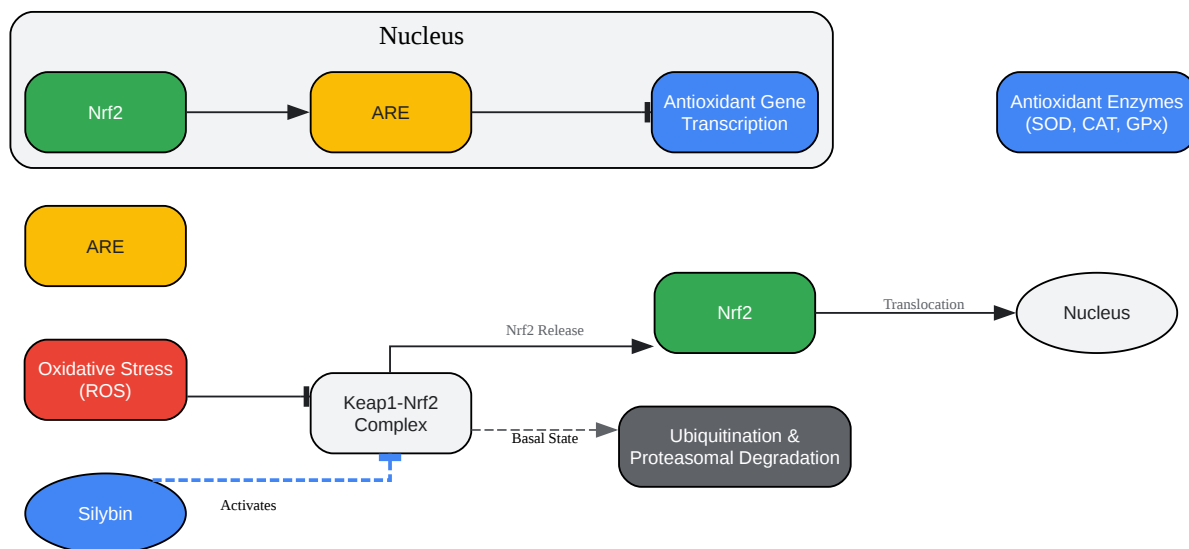 Nucleus
Nrf2
ARE
Antioxidant Gene
Transcription
Antioxidant Enzymes
(SOD, CAT, GPx)
ARE
Nrf2 Release
Nrf2
Translocation
Nucleus
Oxidative Stress
(ROS)
Keap1-Nrf2
Complex
Basal State
Ubiquitination &
Proteasomal Degradation
Silybin
Activates